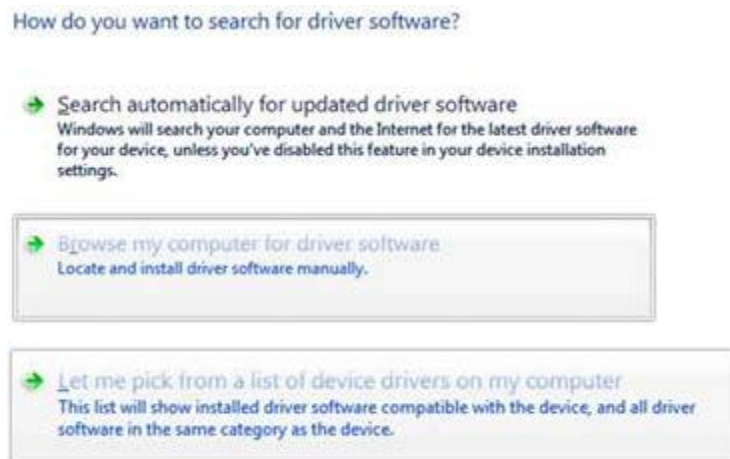 How do you want to search for driver software?
Search automatically for updated driver software
Windows will search your computer and the Internet for the latest driver software
for your device, unless you've disabled this feature in your device installation
settings.
Browse my computer for driver software
Locate and install driver software manually.
Let me pick from a list of device drivers on my computer
This list will show installed driver software compatible with the device, and all driver
software in the same category as the device.